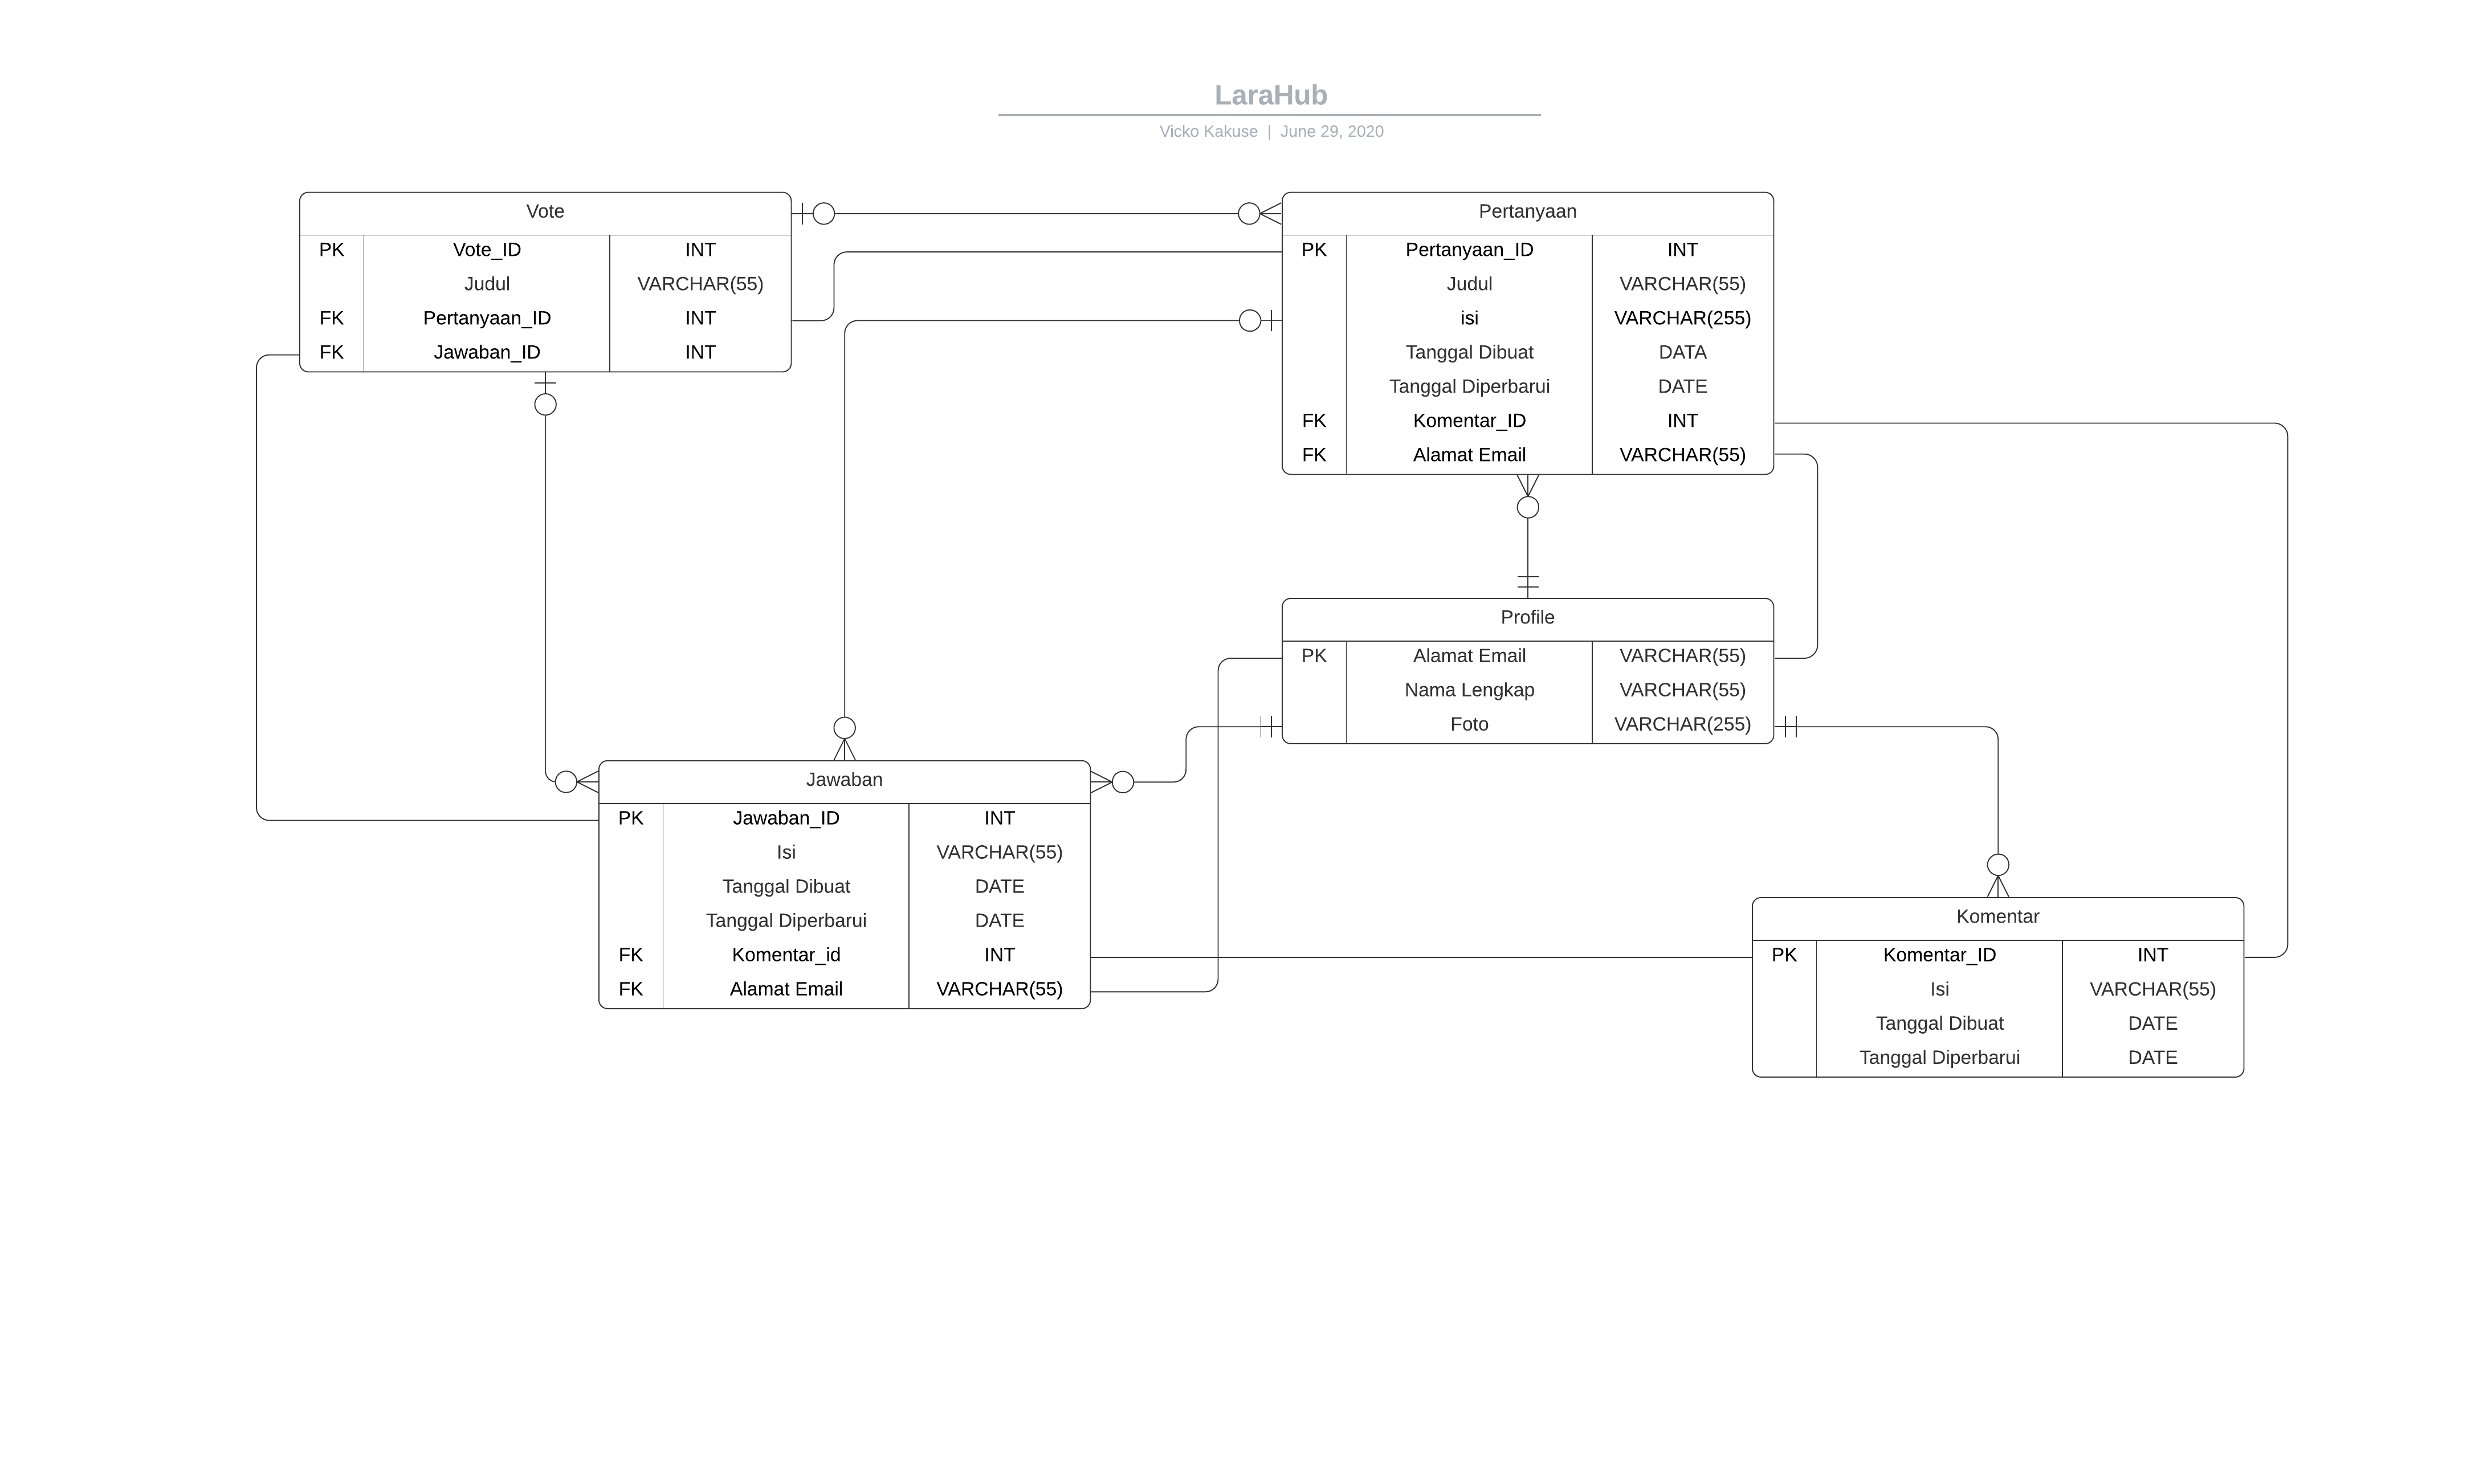 LaraHub
Vicko Kakuse | June 29, 2020
Vote
PK Vote_ID INT
Judul VARCHAR(55)
FK Pertanyaan_ID INT
FK Jawaban_ID INT
Pertanyaan
PK Pertanyaan_ID INT
Judul VARCHAR(55)
isi VARCHAR(255)
Tanggal Dibuat DATA
Tanggal Diperbarui DATE
FK Komentar_ID INT
FK Alamat Email VARCHAR(55)
Profile
PK Alamat Email VARCHAR(55)
Nama Lengkap VARCHAR(55)
Foto VARCHAR(255)
Jawaban
PK Jawaban_ID INT
Isi VARCHAR(55)
Tanggal Dibuat DATE
Tanggal Diperbarui DATE
FK Komentar_id INT
FK Alamat Email VARCHAR(55)
Komentar
PK Komentar_ID INT
Isi VARCHAR(55)
Tanggal Dibuat DATE
Tanggal Diperbarui DATE